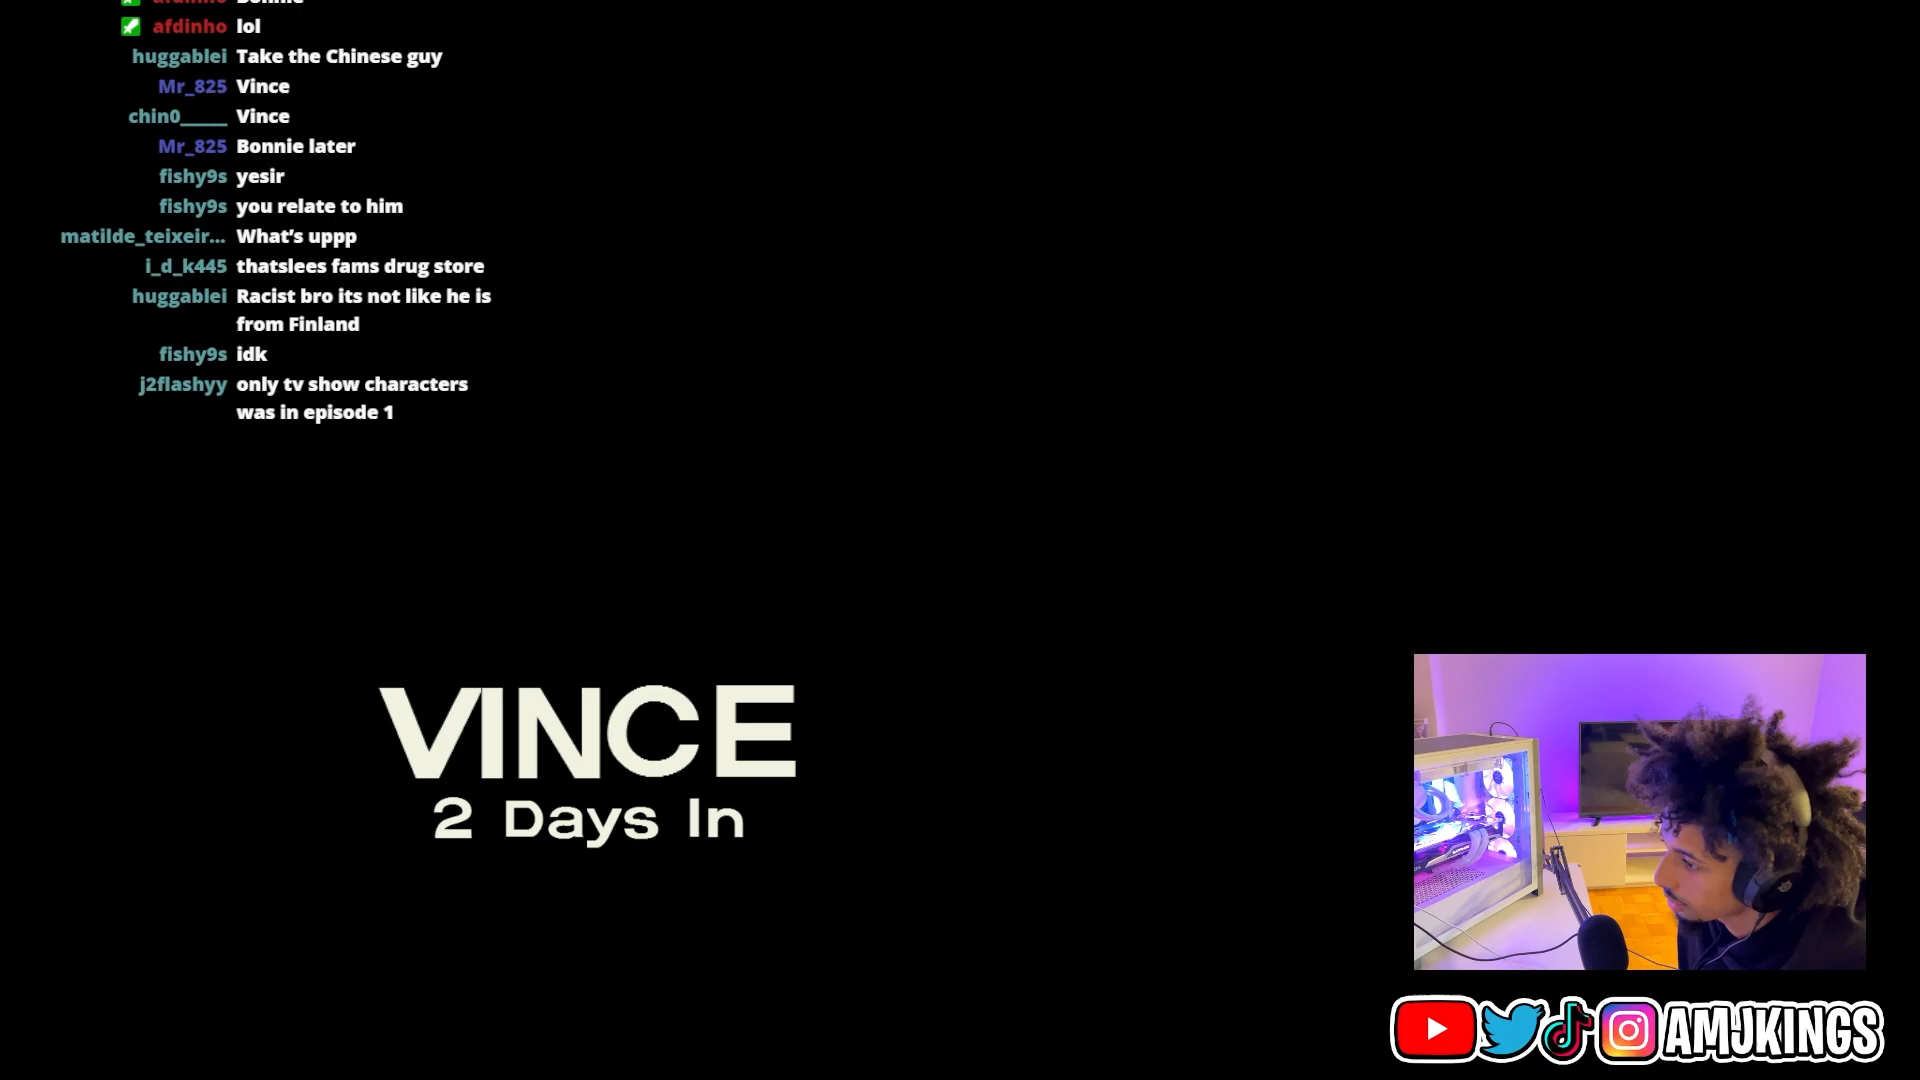 afdinho Bonnie
afdinho lol
huggablei Take the Chinese guy
Mr_825 Vince
chin0_____ Vince
Mr_825 Bonnie later
fishy9s yesir
fishy9s you relate to him
matilde_teixeir... What's uppp
i_d_k445 thatslees fams drug store
huggablei Racist bro its not like he is
from Finland
fishy9s idk
j2flashyy only tv show characters
was in episode 1
VINCE
2 Days In
AMJKINGS